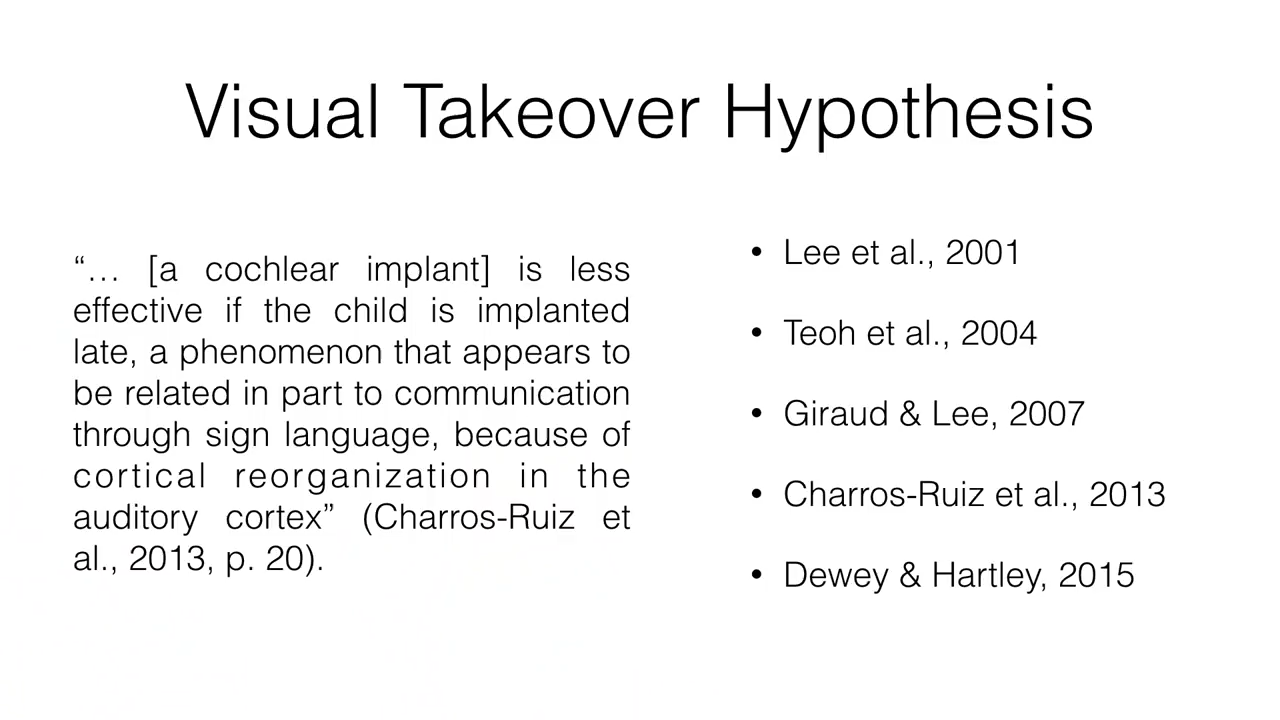 Visual Takeover Hypothesis
“… [a cochlear implant] is less
effective if the child is implanted
late, a phenomenon that appears to
be related in part to communication
through sign language, because of
cortical reorganization in the
auditory cortex” (Charros-Ruiz et
al., 2013, p. 20).
• Lee et al., 2001
• Teoh et al., 2004
• Giraud & Lee, 2007
• Charros-Ruiz et al., 2013
• Dewey & Hartley, 2015